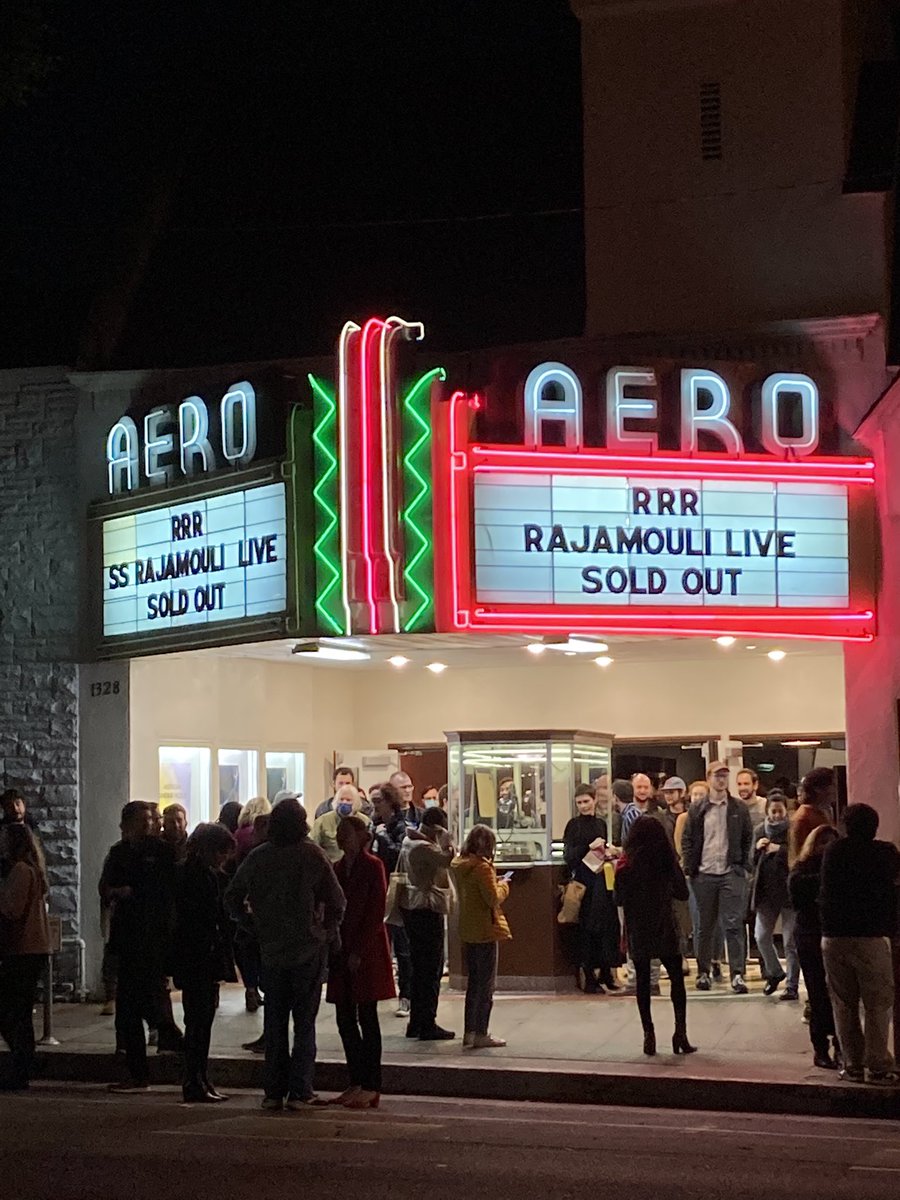 AERO
RRR
SS RAJAMOULI LIVE
SOLD OUT
AERO
RRR
RAJAMOULI LIVE
SOLD OUT
1328